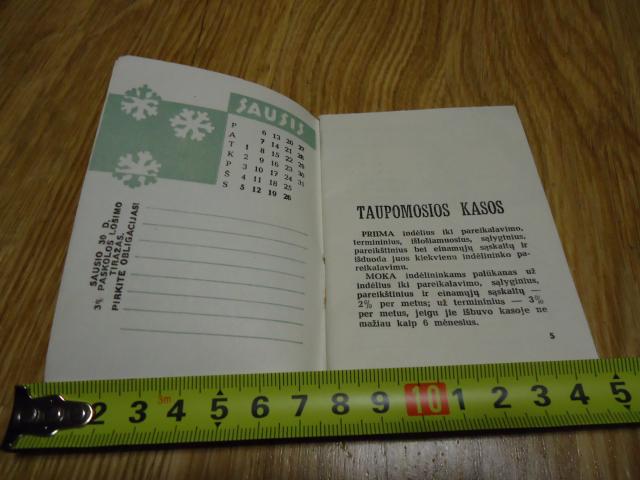 SAUSIS
P 6 13 20 27
A 7 14 21 28
T 1 8 15 22 29
K 2 9 16 23 30
P 3 10 17 24 31
Š 4 11 18 25
S 5 12 19 26
SAUSIO 30 D.
3% PASKOLOS LOŠIMO
TIRAŽAS.
PIRKITE OBLIGACIJAS!
TAUPOMOSIOS KASOS
PRIIMA indėlius iki pareikalavimo,
terminius, išlošiamuosius, sąlyginius,
pareikštinius bei einamųjų sąskaitų ir
išduoda juos kiekvieno indėlininko pa-
reikalavimu.
MOKA indėlininkams palūkanas už
indėlius iki pareikalavimo, sąlyginius,
pareikštinius ir einamųjų sąskaitų —
2% per metus; už terminius — 3%
per metus, jeigu jie išbuvo kasoje ne
mažiau kaip 6 mėnesius.
5
2 3 3m 4 5 6 7 8 9 10 1 2 3 4 5